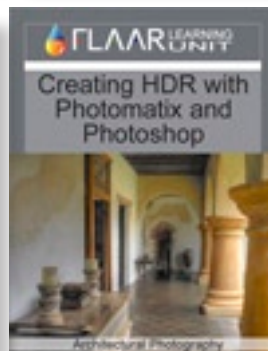 FLAAR LEARNING UNIT
Creating HDR with
Photomatix and
Photoshop
Architectural Photography